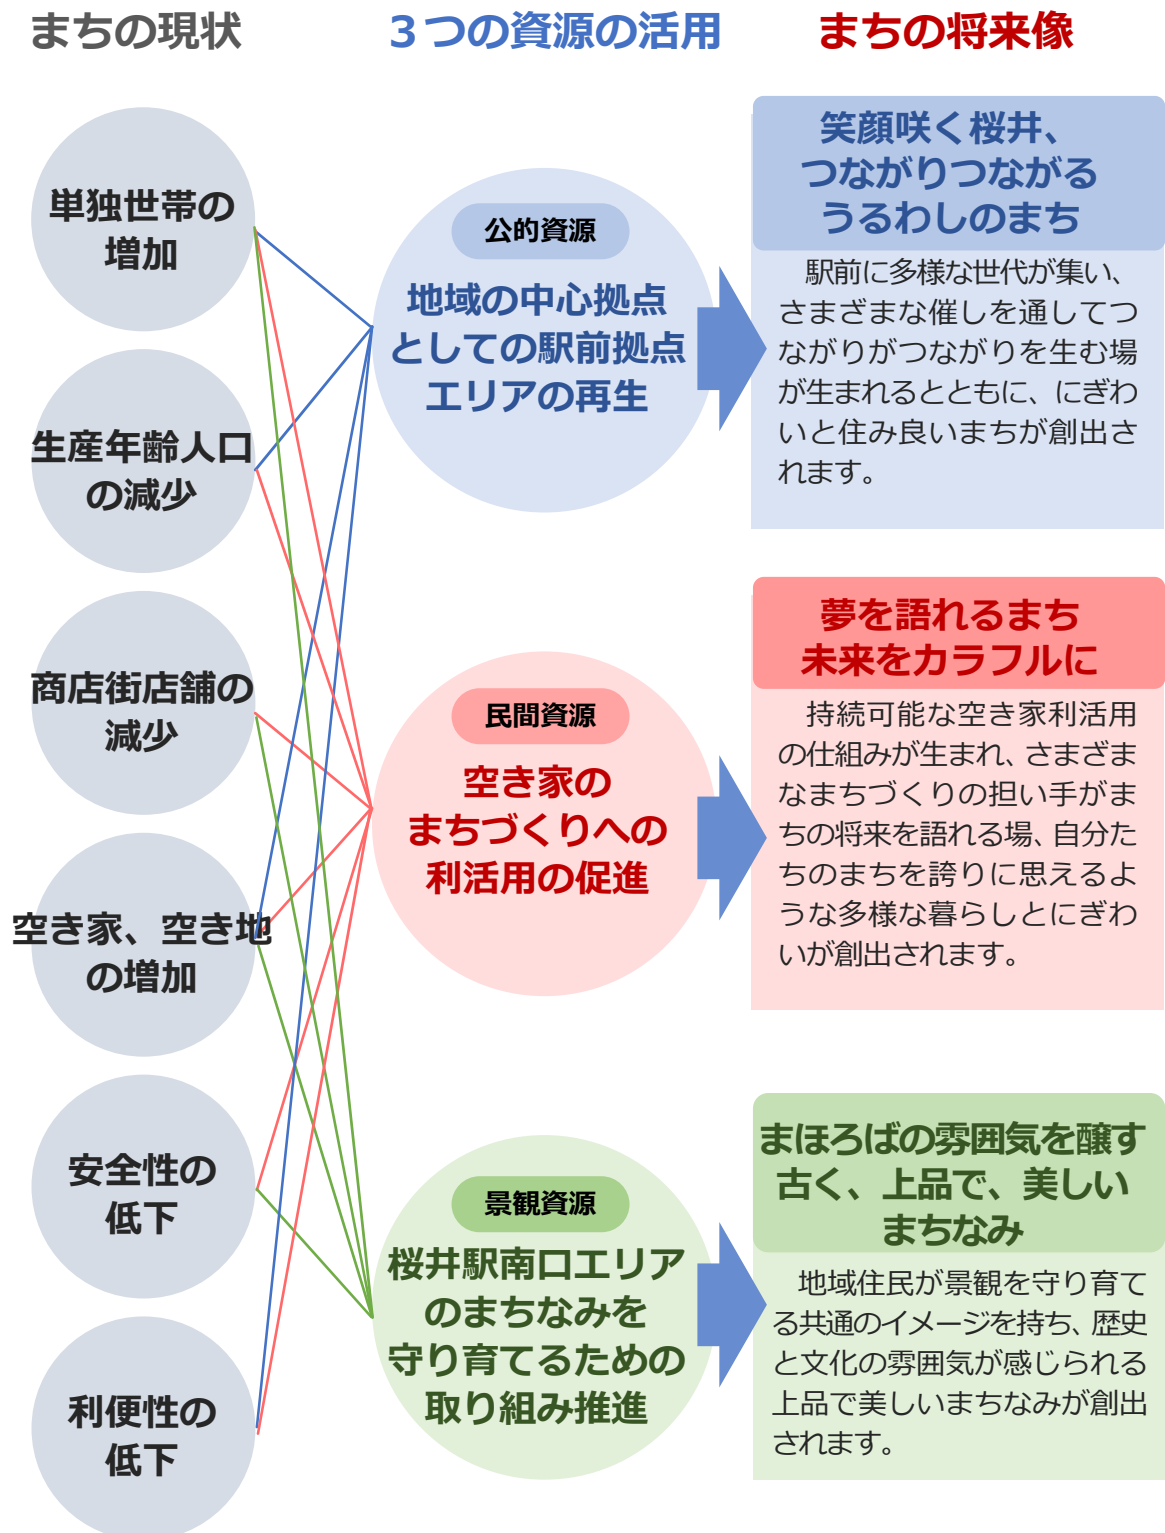 まちの現状
３つの資源の活用
まちの将来像
単独世帯の
増加
生産年齢人口
の減少
商店街店舗の
減少
空き家、空き地
の増加
安全性の
低下
利便性の
低下
公的資源
地域の中心拠点
としての駅前拠点
エリアの再生
民間資源
空き家の
まちづくりへの
利活用の促進
景観資源
桜井駅南口エリア
のまちなみを
守り育てるための
取り組み推進
笑顔咲く桜井、
つながりつながる
うるわしのまち
駅前に多様な世代が集い、
さまざまな催しを通してつ
ながりがつながりを生む場
が生まれるとともに、にぎわ
いと住み良いまちが創出さ
れます。
夢を語れるまち
未来をカラフルに
持続可能な空き家利活用
の仕組みが生まれ、さまざま
なまちづくりの担い手がま
ちの将来を語れる場、自分た
ちのまちを誇りに思えるよ
うな多様な暮らしとにぎわ
いが創出されます。
まほろばの雰囲気を醸す
古く、上品で、美しい
まちなみ
地域住民が景観を守り育て
る共通のイメージを持ち、歴史
と文化の雰囲気が感じられる
上品で美しいまちなみが創出
されます。